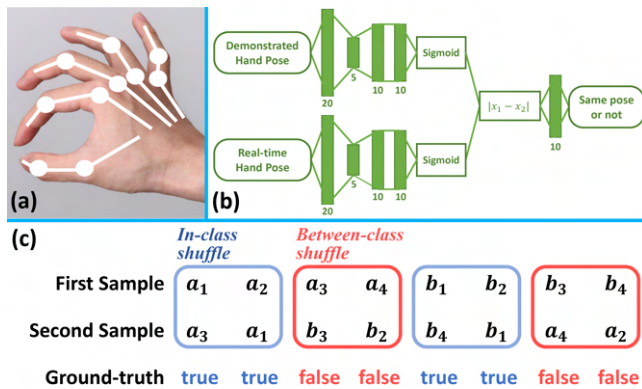 (a)
Demonstrated
Hand Pose
20
5
10 10
Sigmoid
Real-time
Hand Pose
20
5
10 10
Sigmoid
|x₁ − x₂|
10
Same pose
or not
(b)
(c)
In-class
shuffle
Between-class
shuffle
First Sample a₁ a₂ a₃ a₄ b₁ b₂ b₃ b₄
Second Sample a₃ a₁ b₃ b₂ b₄ b₁ a₄ a₂
Ground-truth true true false false true true false false